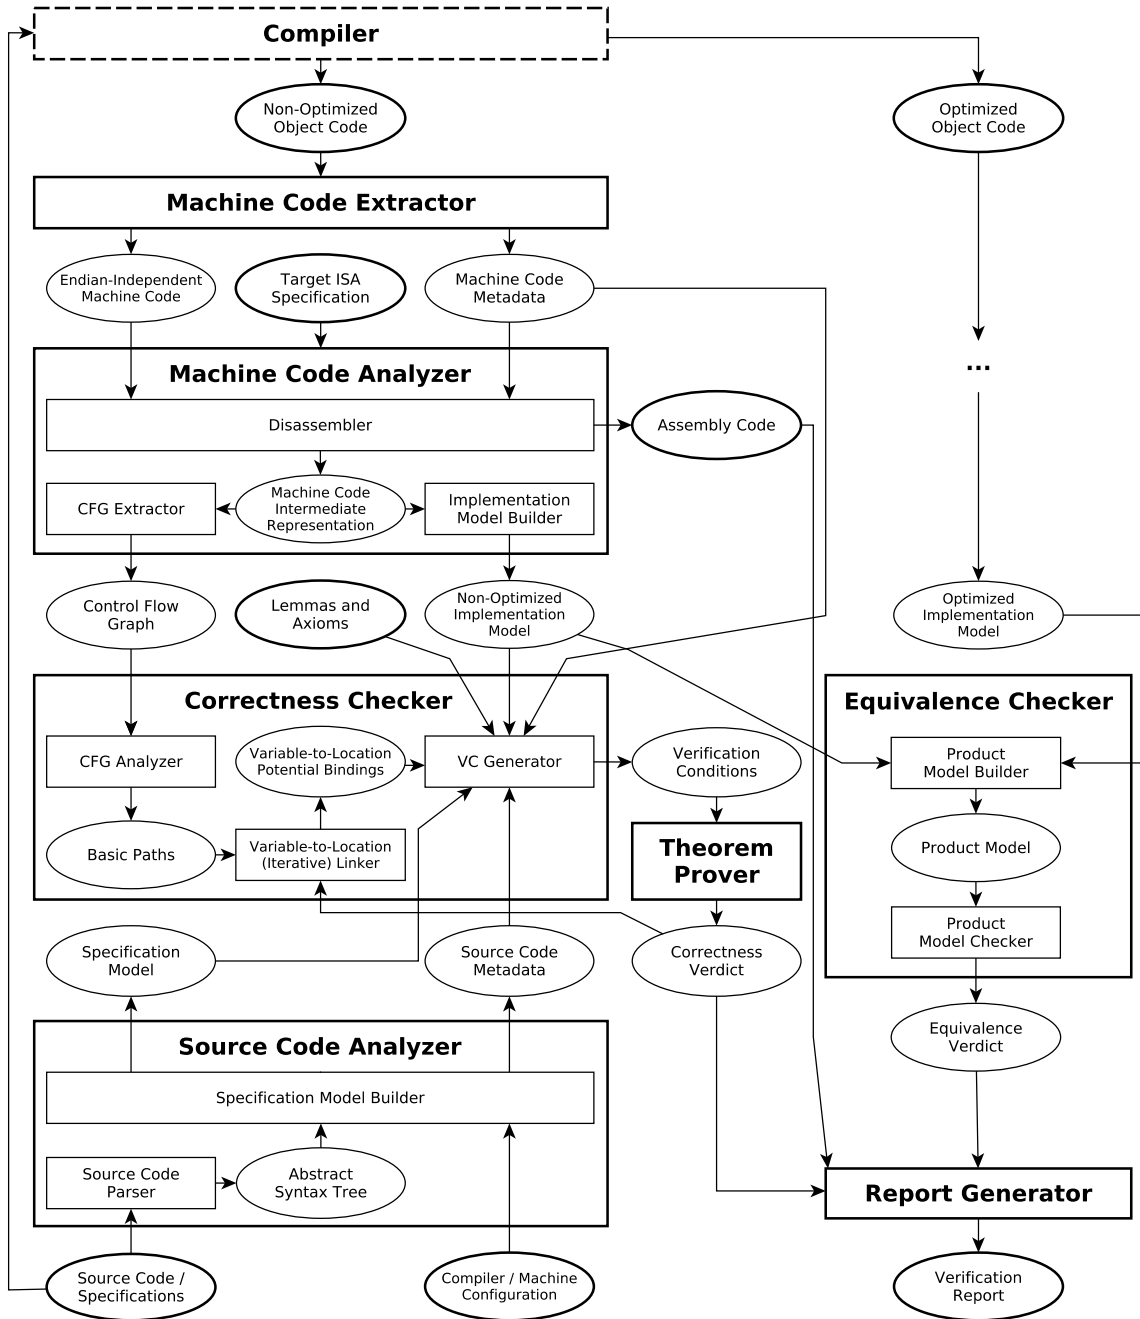 Compiler
Non-Optimized
Object Code
Optimized
Object Code
Machine Code Extractor
Endian-Independent
Machine Code
Target ISA
Specification
Machine Code
Metadata
Machine Code Analyzer
...
Disassembler
Assembly Code
CFG Extractor
Machine Code
Intermediate
Representation
Implementation
Model Builder
Control Flow
Graph
Lemmas and
Axioms
Non-Optimized
Implementation
Model
Optimized
Implementation
Model
Correctness Checker
Equivalence Checker
CFG Analyzer
Variable-to-Location
Potential Bindings
VC Generator
Verification
Conditions
Product
Model Builder
Basic Paths
Variable-to-Location
(Iterative) Linker
Theorem
Prover
Product Model
Product
Model Checker
Specification
Model
Source Code
Metadata
Correctness
Verdict
Equivalence
Verdict
Source Code Analyzer
Specification Model Builder
Source Code
Parser
Abstract
Syntax Tree
Report Generator
Source Code /
Specifications
Compiler / Machine
Configuration
Verification
Report